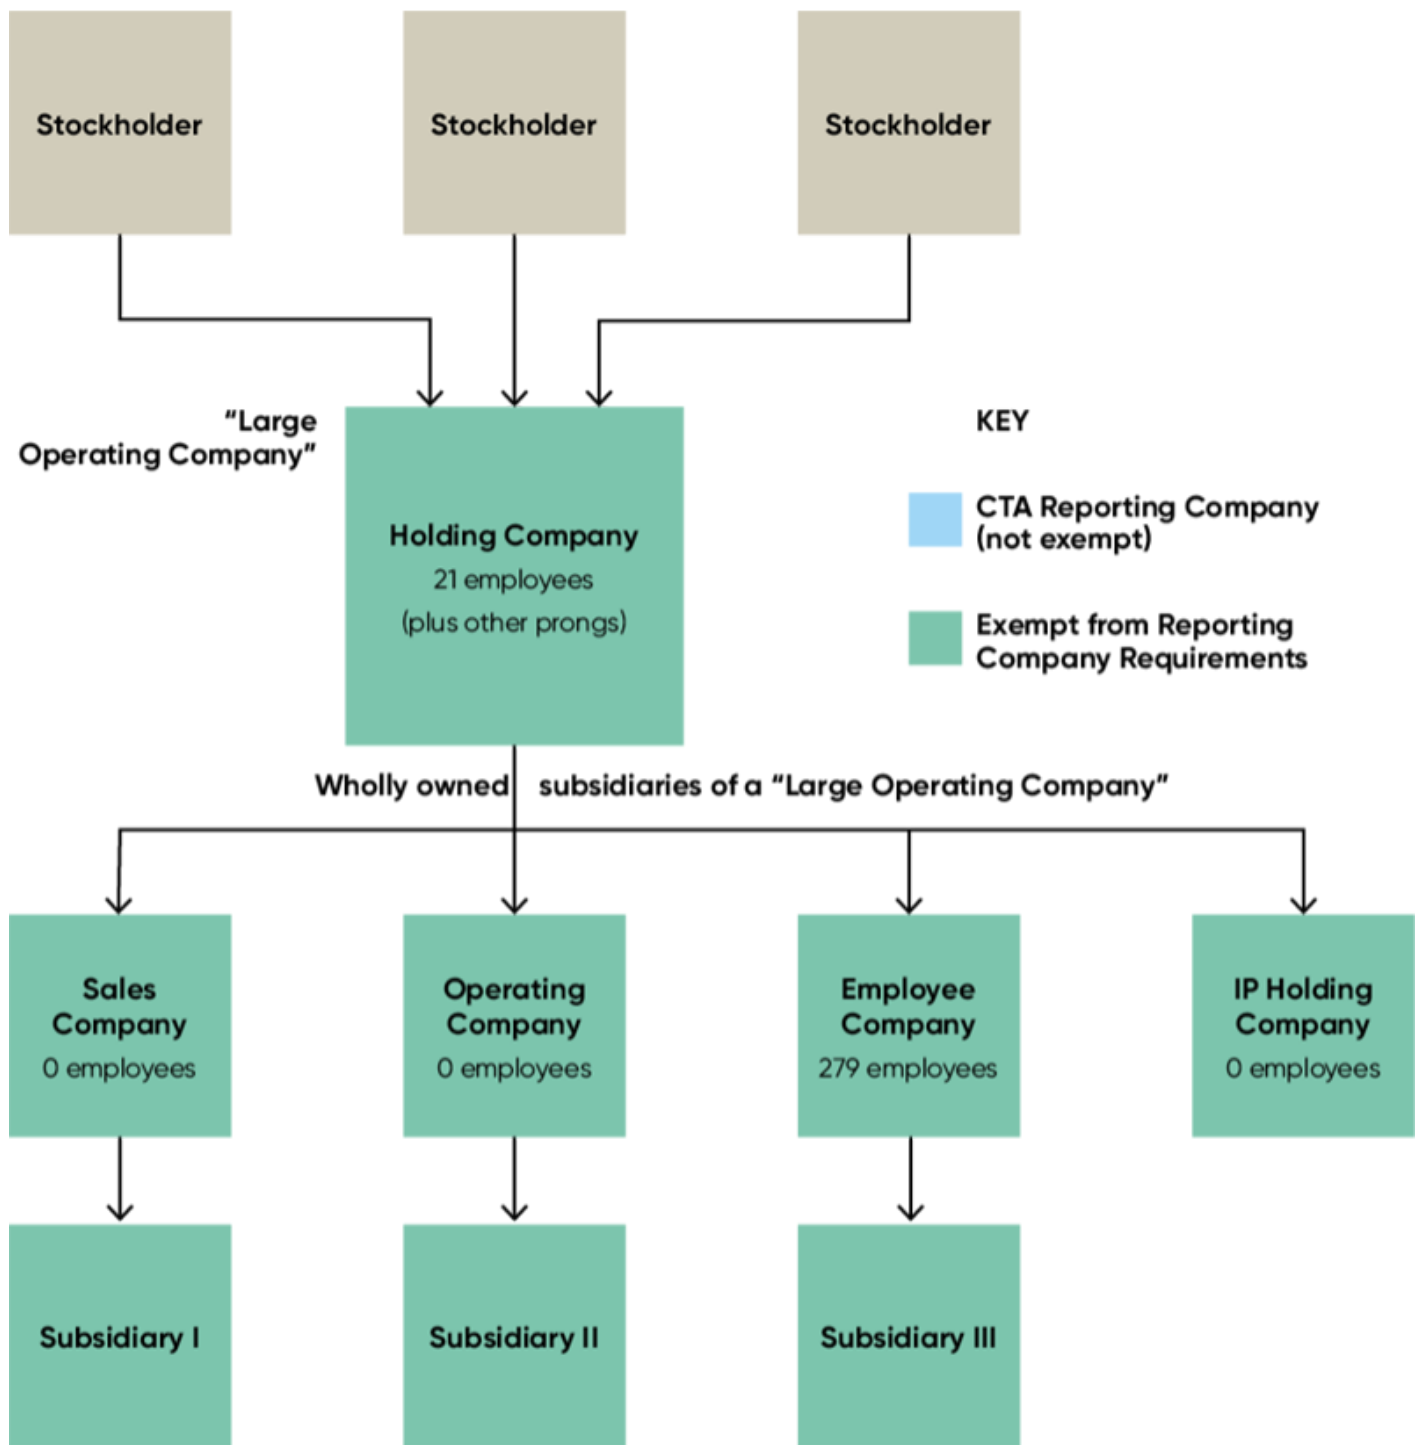 Stockholder
Stockholder
Stockholder
“Large
Operating Company”
Holding Company
21 employees
(plus other prongs)
KEY
CTA Reporting Company
(not exempt)
Exempt from Reporting
Company Requirements
Wholly owned subsidiaries of a “Large Operating Company”
Sales
Company
0 employees
Operating
Company
0 employees
Employee
Company
279 employees
IP Holding
Company
0 employees
Subsidiary I
Subsidiary II
Subsidiary III